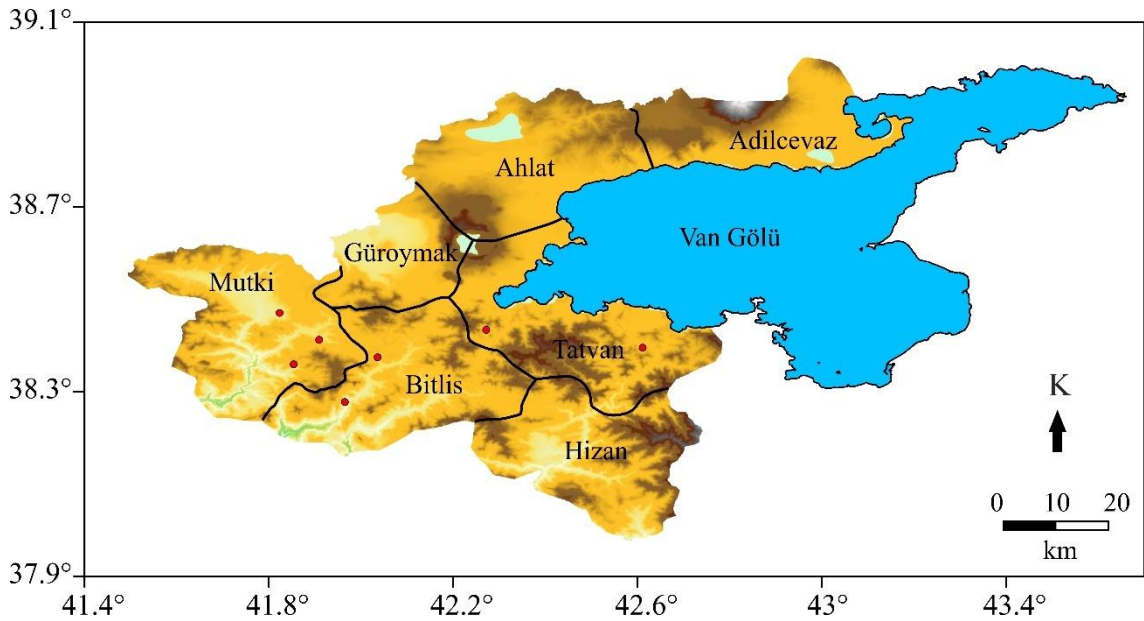 39.1°
Adilcevaz
Ahlat
38.7°
Van Gölü
Güroymak
Mutki
Tatvan
38.3°
Bitlis
K
Hizan
0 10 20
km
37.9°
41.4° 41.8° 42.2° 42.6° 43° 43.4°